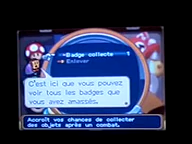 Badge collecte
Enlever
C'est ici que vous pouvez
voir tous les badges que
vous avez amassés.
Accroît vos chances de collecter
des objets après un combat.